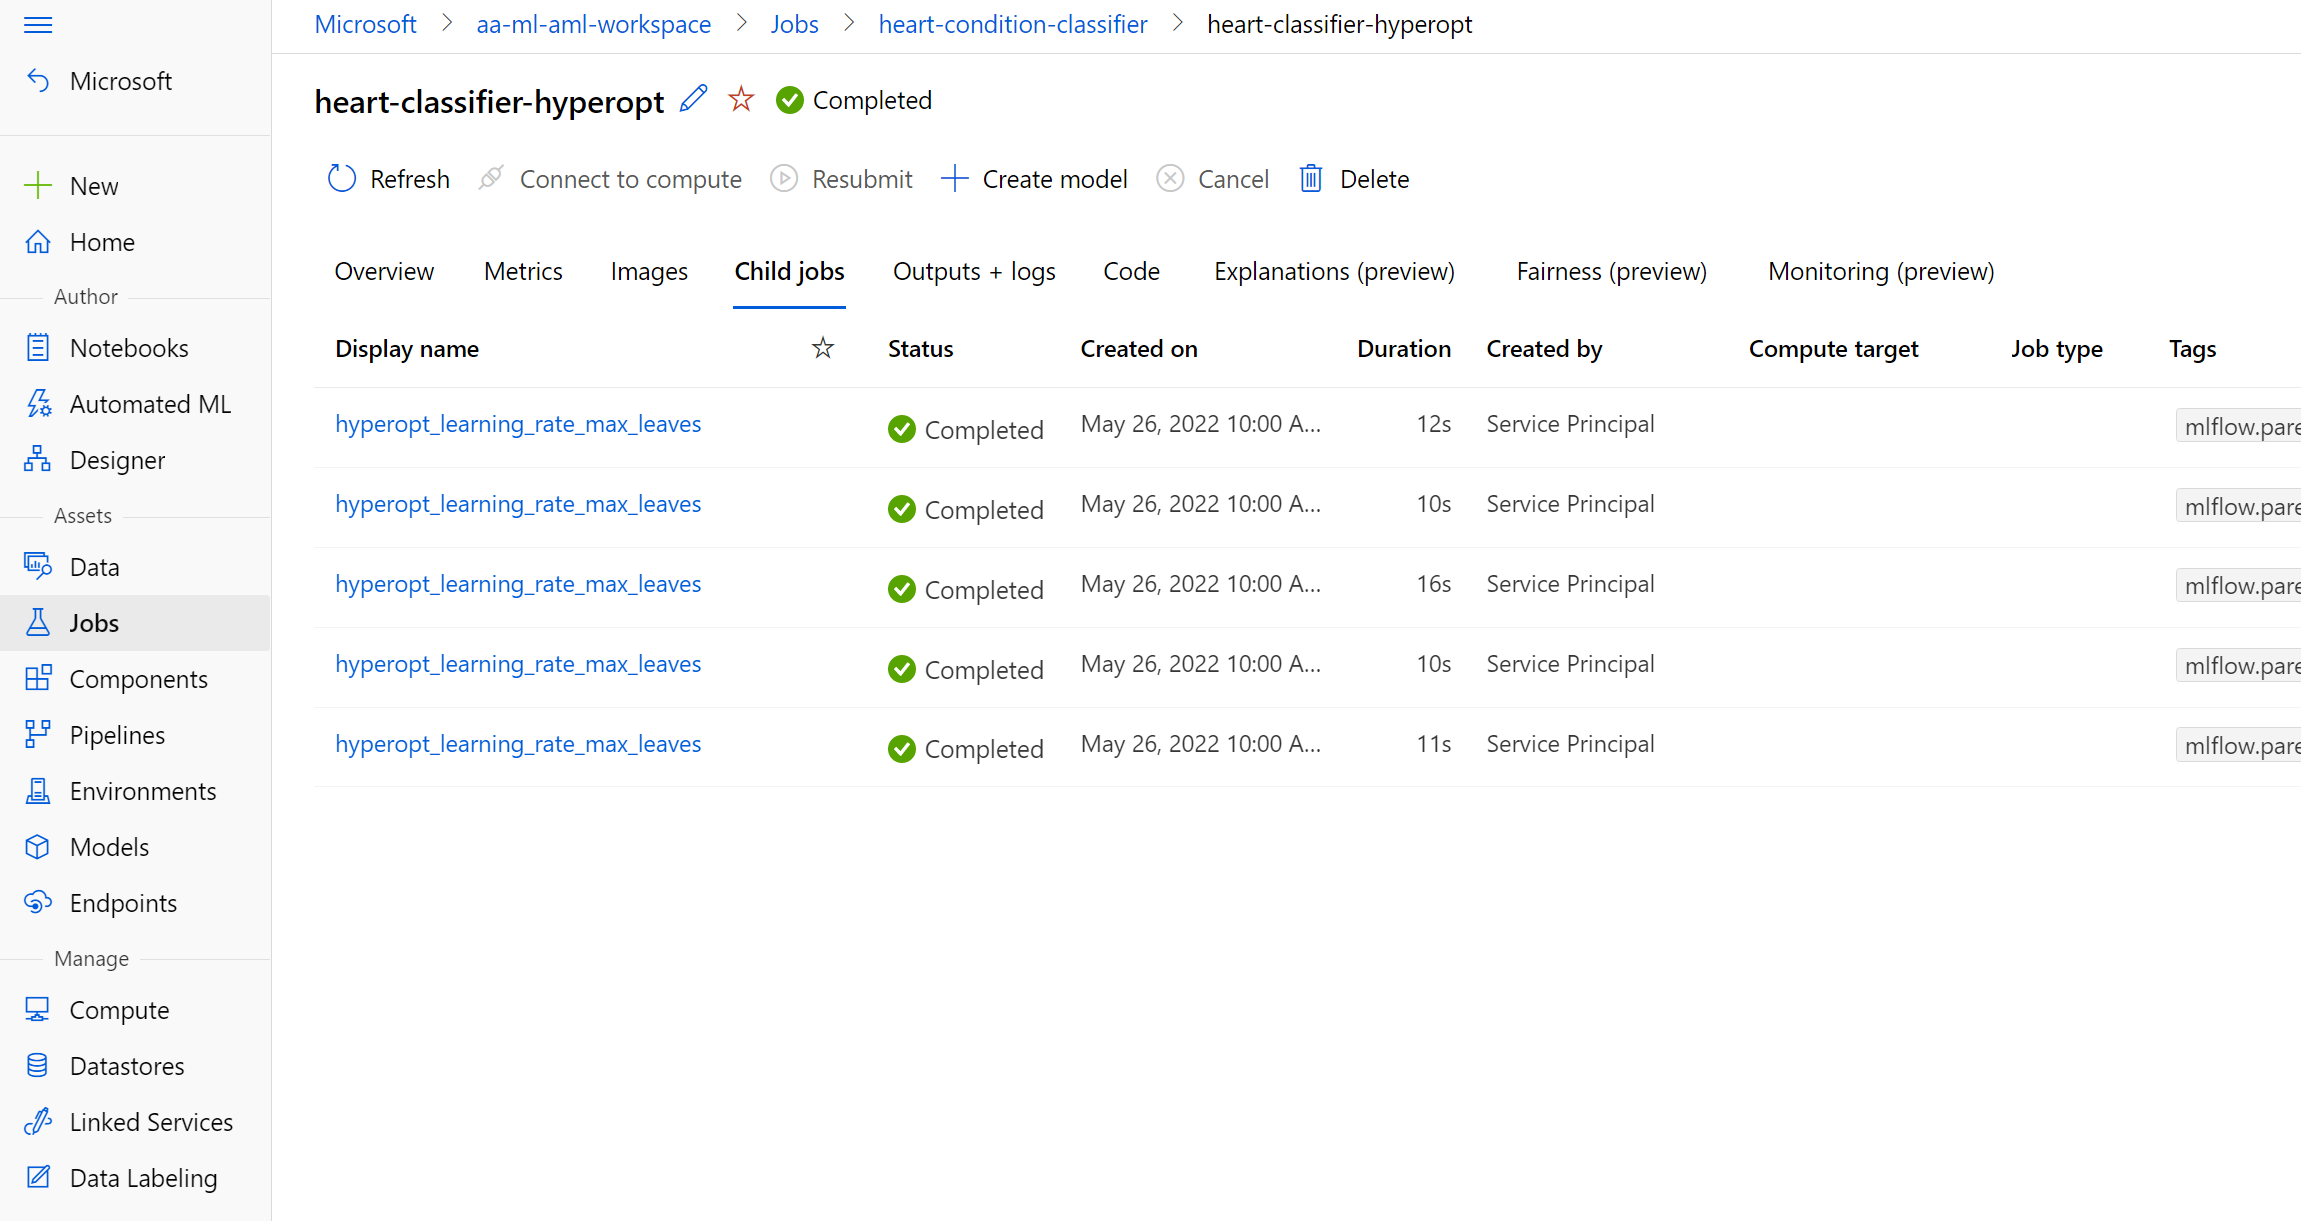 Microsoft > aa-ml-aml-workspace > Jobs > heart-condition-classifier > heart-classifier-hyperopt
Microsoft
New
Home
Author
Notebooks
Automated ML
Designer
Assets
Data
Jobs
Components
Pipelines
Environments
Models
Endpoints
Manage
Compute
Datastores
Linked Services
Data Labeling
heart-classifier-hyperopt Completed
Refresh Connect to compute Resubmit Create model Cancel Delete
Overview Metrics Images Child jobs Outputs + logs Code Explanations (preview) Fairness (preview) Monitoring (preview)
Display name Status Created on Duration Created by Compute target Job type Tags
hyperopt_learning_rate_max_leaves Completed May 26, 2022 10:00 A... 12s Service Principal mlflow.pare
hyperopt_learning_rate_max_leaves Completed May 26, 2022 10:00 A... 10s Service Principal mlflow.pare
hyperopt_learning_rate_max_leaves Completed May 26, 2022 10:00 A... 16s Service Principal mlflow.pare
hyperopt_learning_rate_max_leaves Completed May 26, 2022 10:00 A... 10s Service Principal mlflow.pare
hyperopt_learning_rate_max_leaves Completed May 26, 2022 10:00 A... 11s Service Principal mlflow.pare